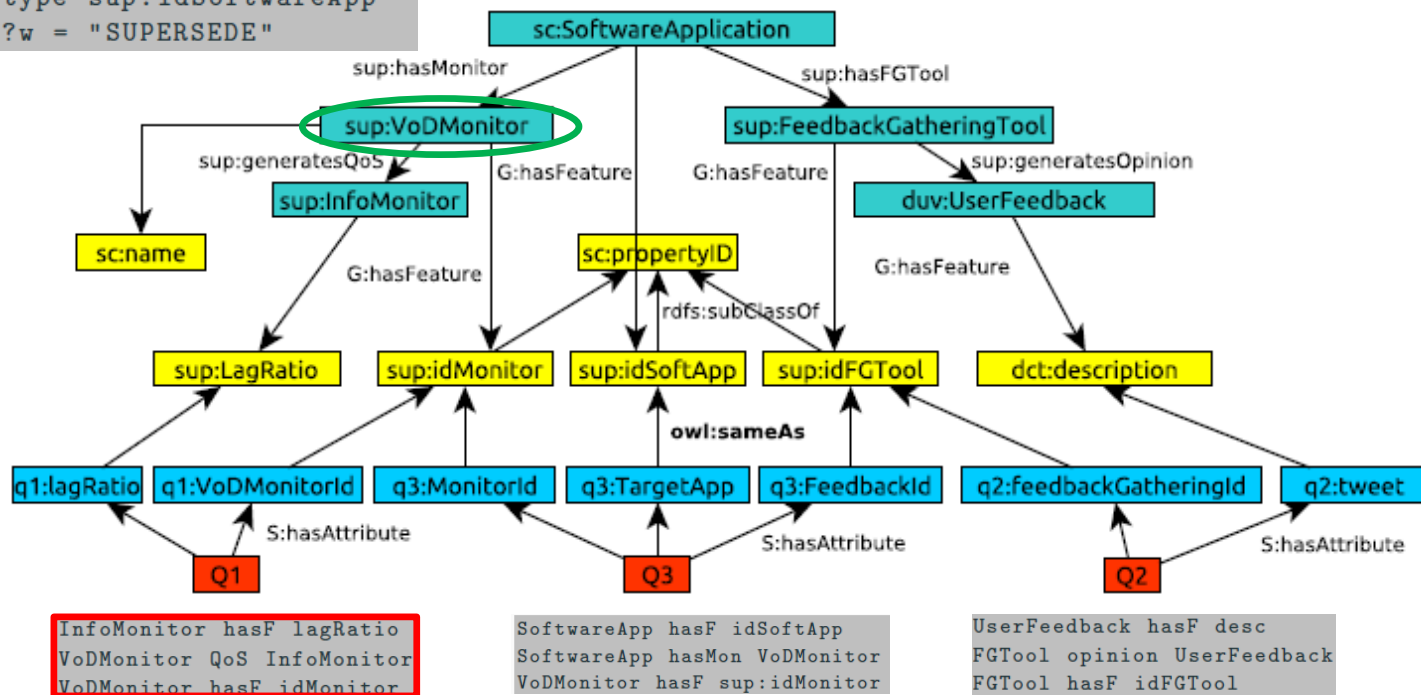 type sup:idSoftwareApp
?w = "SUPERSEDE"
sc:SoftwareApplication
sup:hasMonitor
sup:hasFGTool
sup:VoDMonitor
sup:FeedbackGatheringTool
sup:generatesQoS
G:hasFeature
G:hasFeature
sup:generatesOpinion
sup:InfoMonitor
duv:UserFeedback
sc:name
sc:propertyID
G:hasFeature
G:hasFeature
rdfs:subClassOf
sup:LagRatio
sup:idMonitor
sup:idSoftApp
sup:idFGTool
dct:description
owl:sameAs
q1:lagRatio
q1:VoDMonitorId
q3:MonitorId
q3:TargetApp
q3:FeedbackId
q2:feedbackGatheringId
q2:tweet
S:hasAttribute
S:hasAttribute
S:hasAttribute
Q1
Q3
Q2
InfoMonitor hasF lagRatio
VoDMonitor QoS InfoMonitor
VoDMonitor hasF idMonitor
SoftwareApp hasF idSoftApp
SoftwareApp hasMon VoDMonitor
VoDMonitor hasF sup:idMonitor
UserFeedback hasF desc
FGTool opinion UserFeedback
FGTool hasF idFGTool